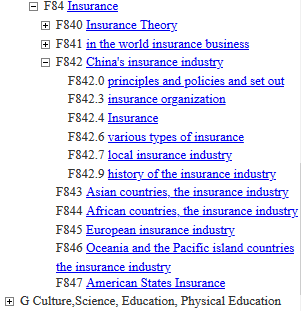 F84 Insurance
F840 Insurance Theory
F841 in the world insurance business
F842 China's insurance industry
F842.0 principles and policies and set out
F842.3 insurance organization
F842.4 Insurance
F842.6 various types of insurance
F842.7 local insurance industry
F842.9 history of the insurance industry
F843 Asian countries, the insurance industry
F844 African countries, the insurance industry
F845 European insurance industry
F846 Oceania and the Pacific island countries
the insurance industry
F847 American States Insurance
G Culture,Science, Education, Physical Education